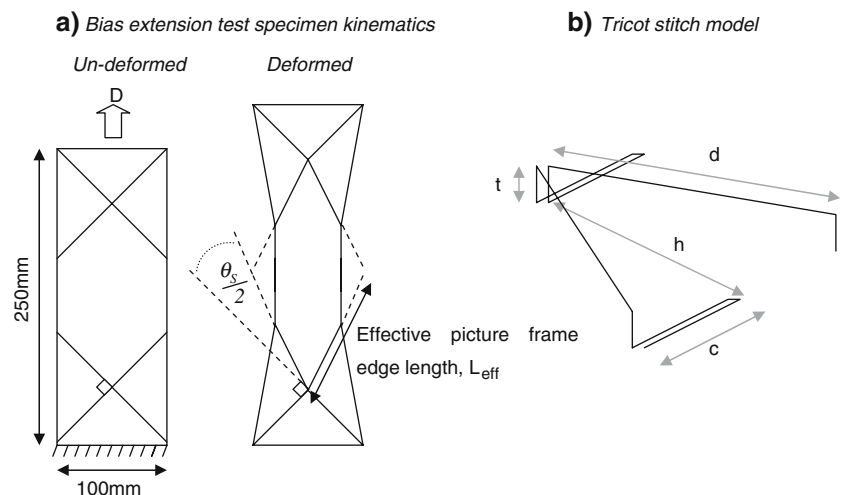 a) Bias extension test specimen kinematics
Un-deformed
Deformed
D
250mm
100mm
θs/2
Effective picture frame
edge length, Leff
b) Tricot stitch model
t
d
h
c